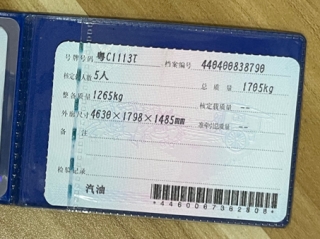 号牌号码 粤C1113T 档案编号 440400838790
核定载人数 5人 总质量 1705kg
整备质量 1265kg 核定载质量 --
外廓尺寸 4630×1798×1485mm 准牵引总质量 --
备注
检验记录
汽油